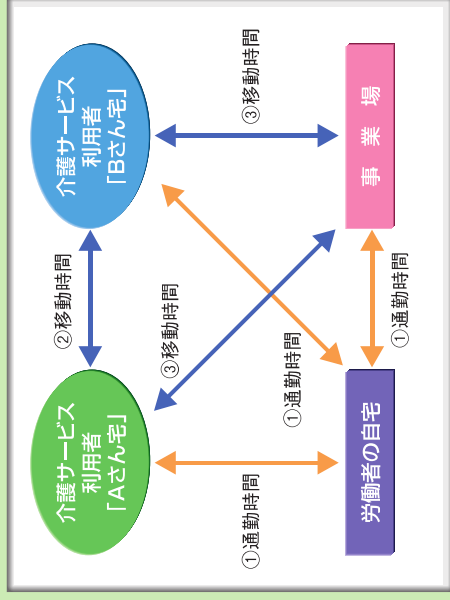 介護サービス
利用者
「Aさん宅」
②移動時間
介護サービス
利用者
「Bさん宅」
①通勤時間
③移動時間
①通勤時間
③移動時間
労働者の自宅
①通勤時間
事業場